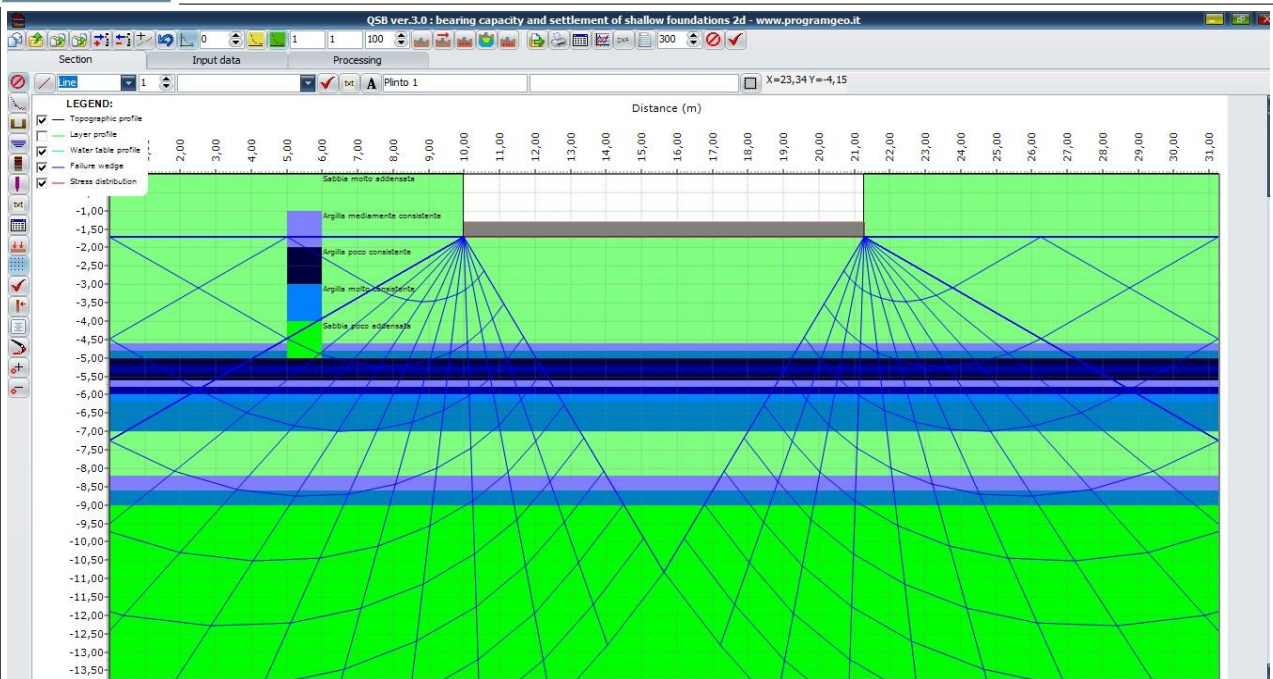 QSB ver.3.0 : bearing capacity and settlement of shallow foundations 2d - www.programgeo.it
0 1 1 100 300
Section Input data Processing
Line 1 txt A Plinto 1 X=23,34 Y=-4,15
LEGEND:
Topographic profile
Layer profile
Water table profile
Failure wedge
Stress distribution
Distance (m)
2,00 3,00 4,00 5,00 6,00 7,00 8,00 9,00 10,00 11,00 12,00 13,00 14,00 15,00 16,00 17,00 18,00 19,00 20,00 21,00 22,00 23,00 24,00 25,00 26,00 27,00 28,00 29,00 30,00 31,00
Sabbia molto addensata
-1,00
Argilla mediamente consistente
-1,50
-2,00
Argilla poco consistente
-2,50
-3,00
Argilla molto consistente
-3,50
-4,00
Sabbia poco addensata
-4,50
-5,00
-5,50
-6,00
-6,50
-7,00
-7,50
-8,00
-8,50
-9,00
-9,50
-10,00
-10,50
-11,00
-11,50
-12,00
-12,50
-13,00
-13,50
txt